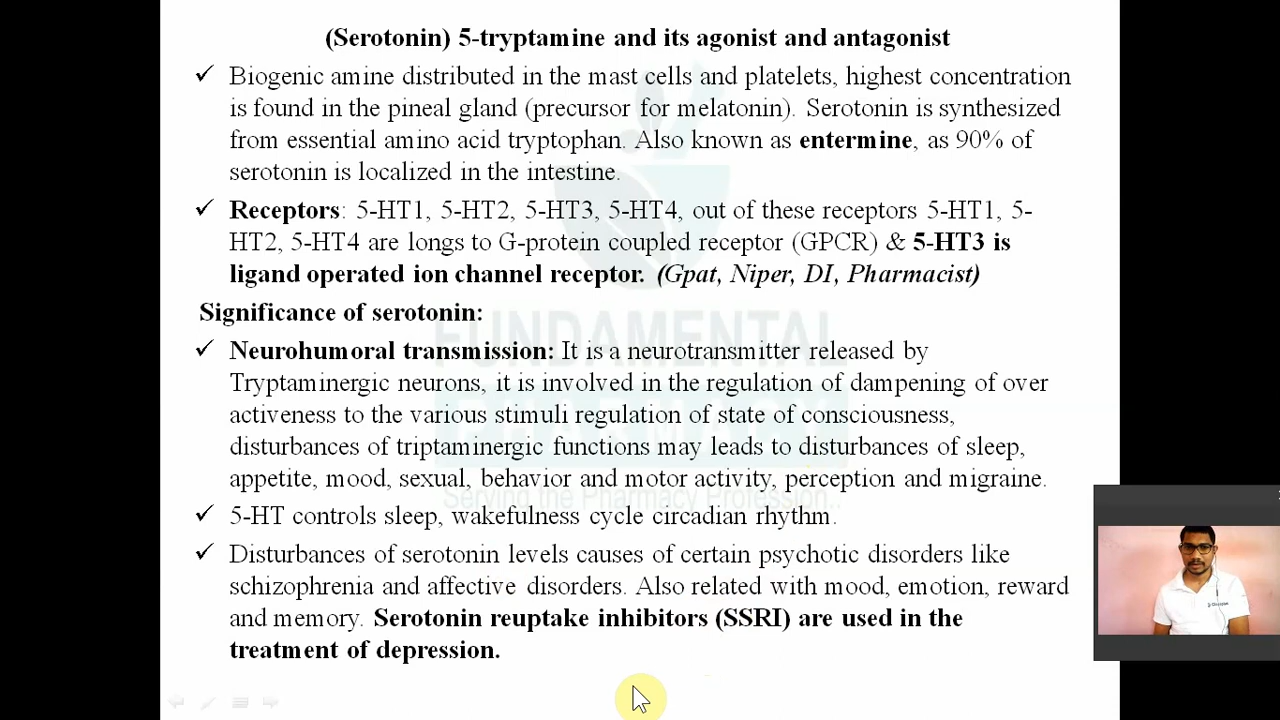 (Serotonin) 5-tryptamine and its agonist and antagonist
✓ Biogenic amine distributed in the mast cells and platelets, highest concentration
is found in the pineal gland (precursor for melatonin). Serotonin is synthesized
from essential amino acid tryptophan. Also known as entermine, as 90% of
serotonin is localized in the intestine.
✓ Receptors: 5-HT1, 5-HT2, 5-HT3, 5-HT4, out of these receptors 5-HT1, 5-
HT2, 5-HT4 are longs to G-protein coupled receptor (GPCR) & 5-HT3 is
ligand operated ion channel receptor. (Gpat, Niper, DI, Pharmacist)
Significance of serotonin:
✓ Neurohumoral transmission: It is a neurotransmitter released by
Tryptaminergic neurons, it is involved in the regulation of dampening of over
activeness to the various stimuli regulation of state of consciousness,
disturbances of triptaminergic functions may leads to disturbances of sleep,
appetite, mood, sexual, behavior and motor activity, perception and migraine.
✓ 5-HT controls sleep, wakefulness cycle circadian rhythm.
✓ Disturbances of serotonin levels causes of certain psychotic disorders like
schizophrenia and affective disorders. Also related with mood, emotion, reward
and memory. Serotonin reuptake inhibitors (SSRI) are used in the
treatment of depression.
FUNDAMENTAL
PHARMACY
Serving the Pharmacy Profession..